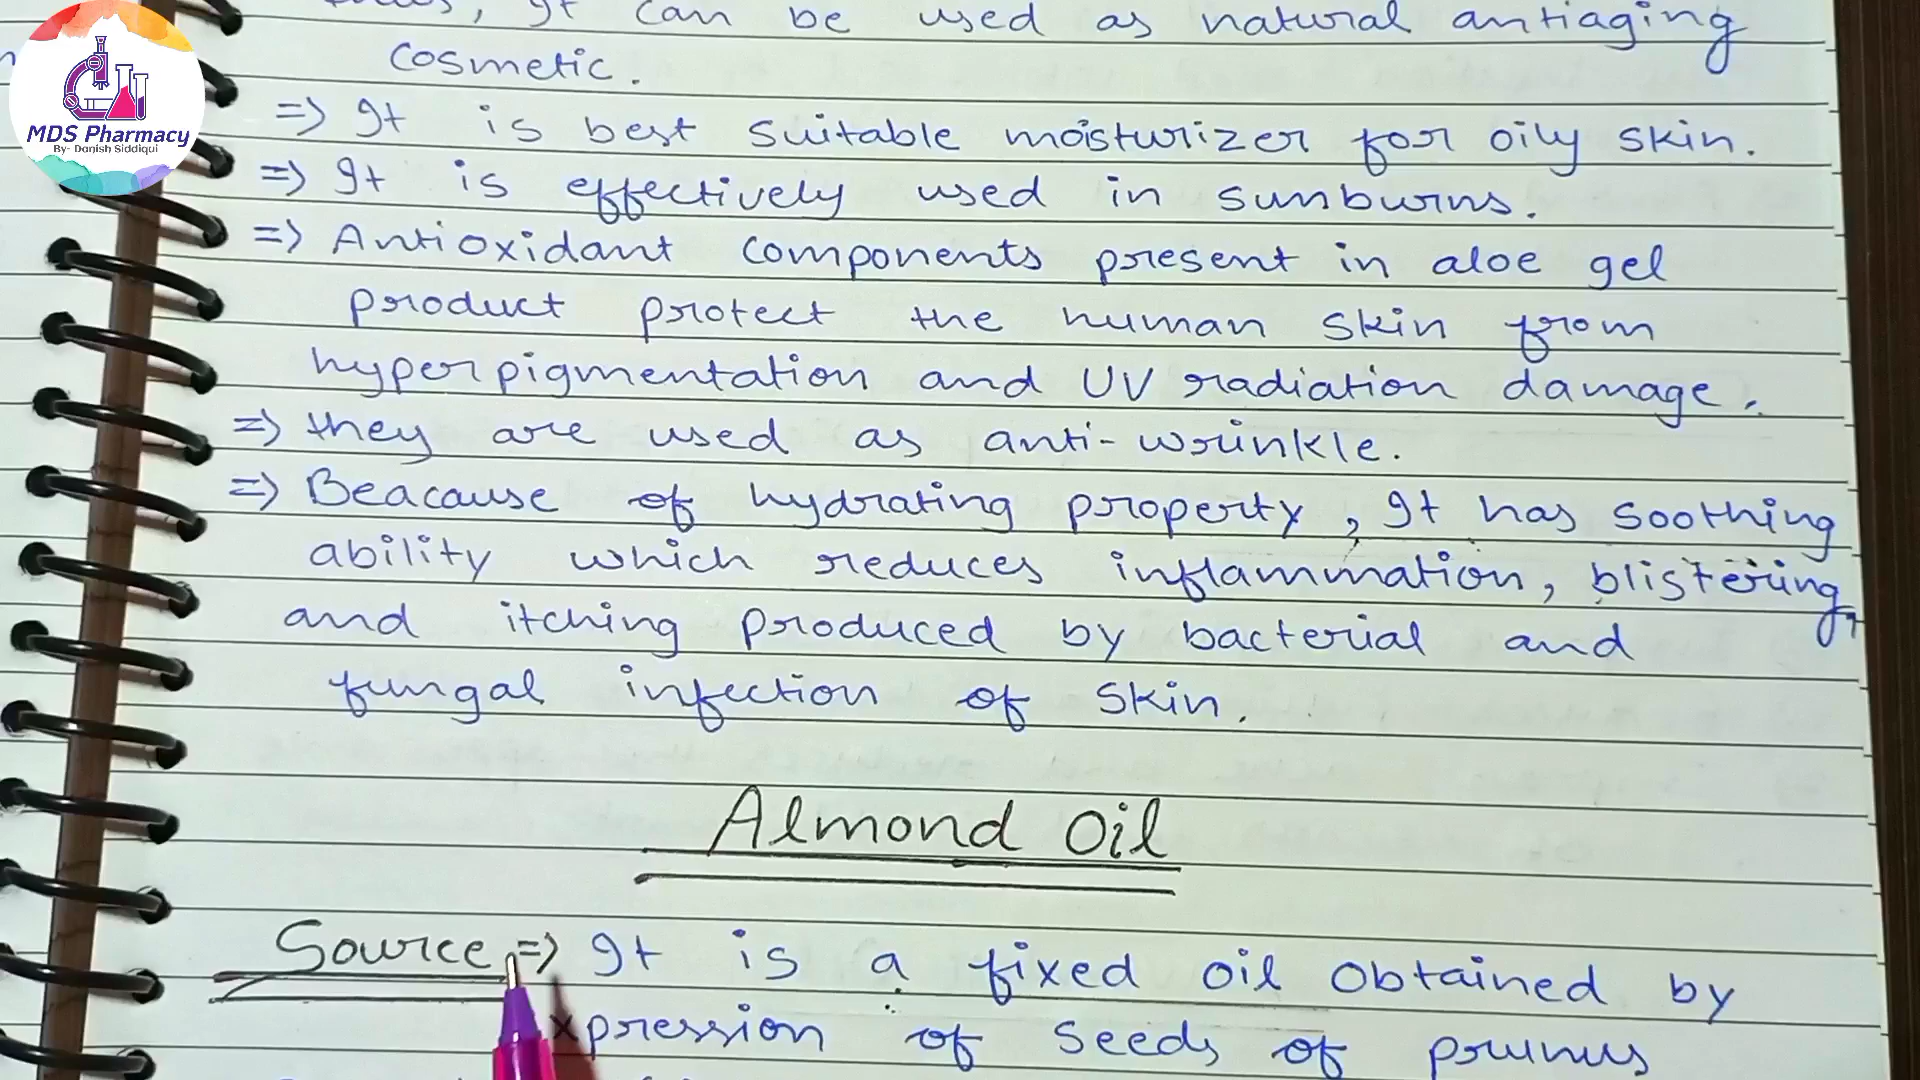 It can be used as natural antiaging
cosmetic.
MDS Pharmacy
By- Danish Siddiqui
=> It is best suitable moisturizer for oily skin.
=> It is effectively used in sunburns.
=> Antioxidant components present in aloe gel
product protect the human skin from
hyperpigmentation and UV radiation damage.
=> they are used as anti-wrinkle.
=> Beacause of hydrating property, It has soothing
ability which reduces inflammation, blistering,
and itching produced by bacterial and
fungal infection of skin.
Almond Oil
Source => It is a fixed oil obtained by
xpression of seeds of prunus